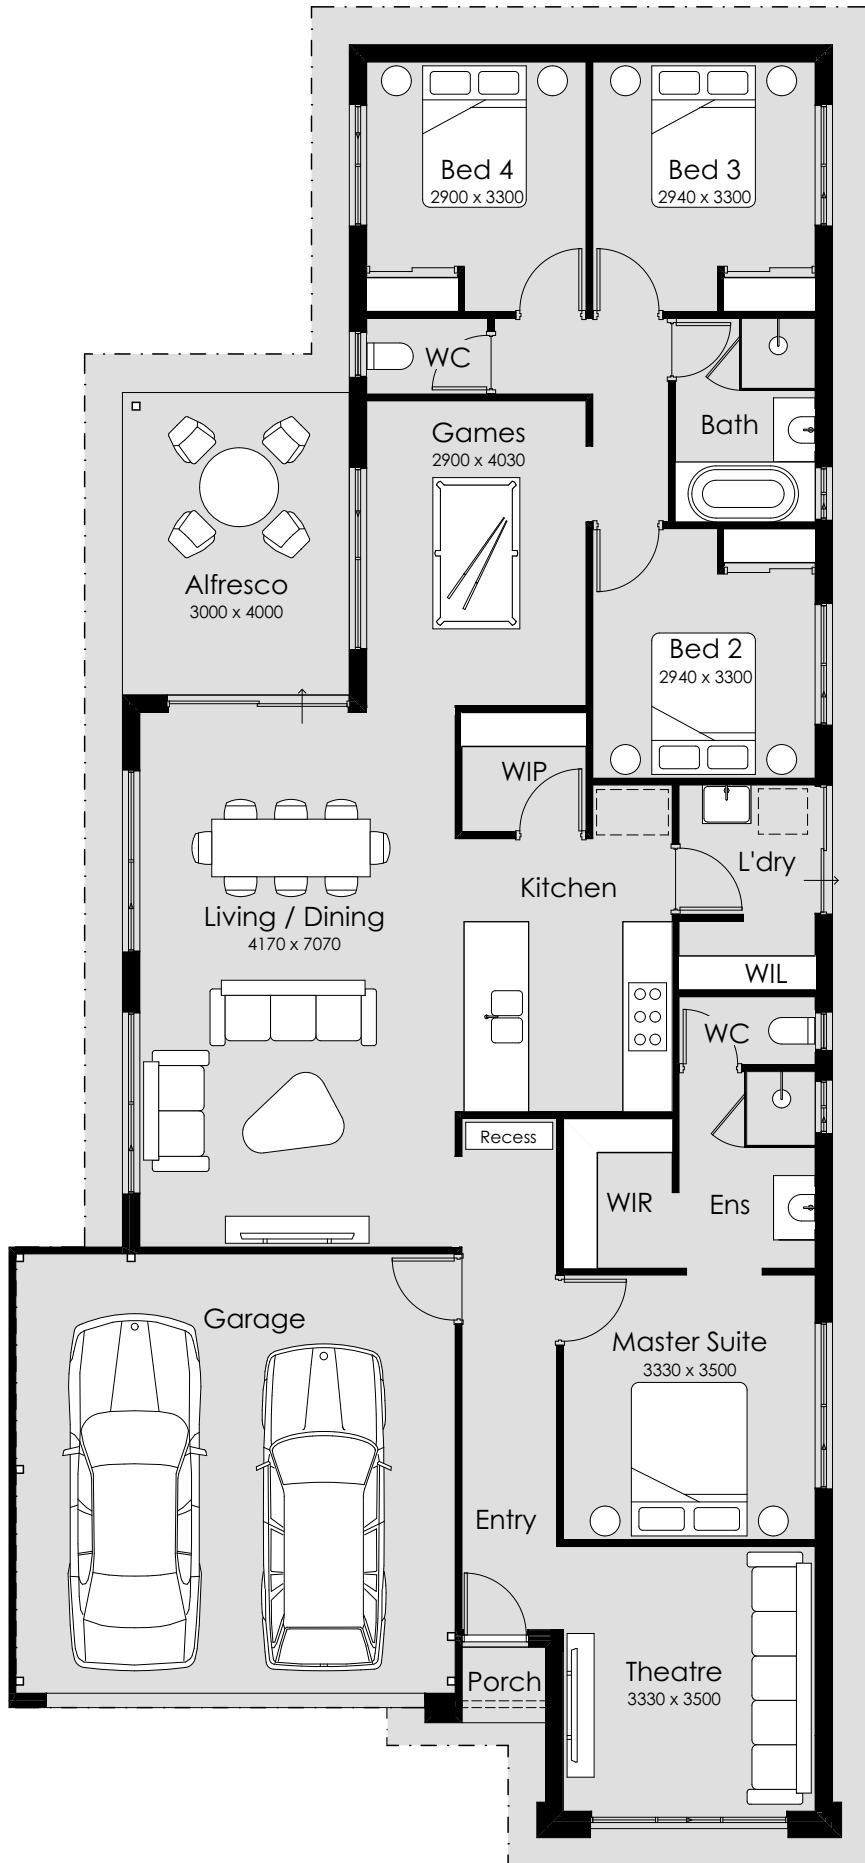 Bed 4
2900 x 3300
Bed 3
2940 x 3300
WC
Bath
Games
2900 x 4030
Alfresco
3000 x 4000
Bed 2
2940 x 3300
WIP
Kitchen
L'dry
Living / Dining
4170 x 7070
WIL
WC
Recess
WIR
Ens
Garage
Master Suite
3330 x 3500
Entry
Porch
Theatre
3330 x 3500